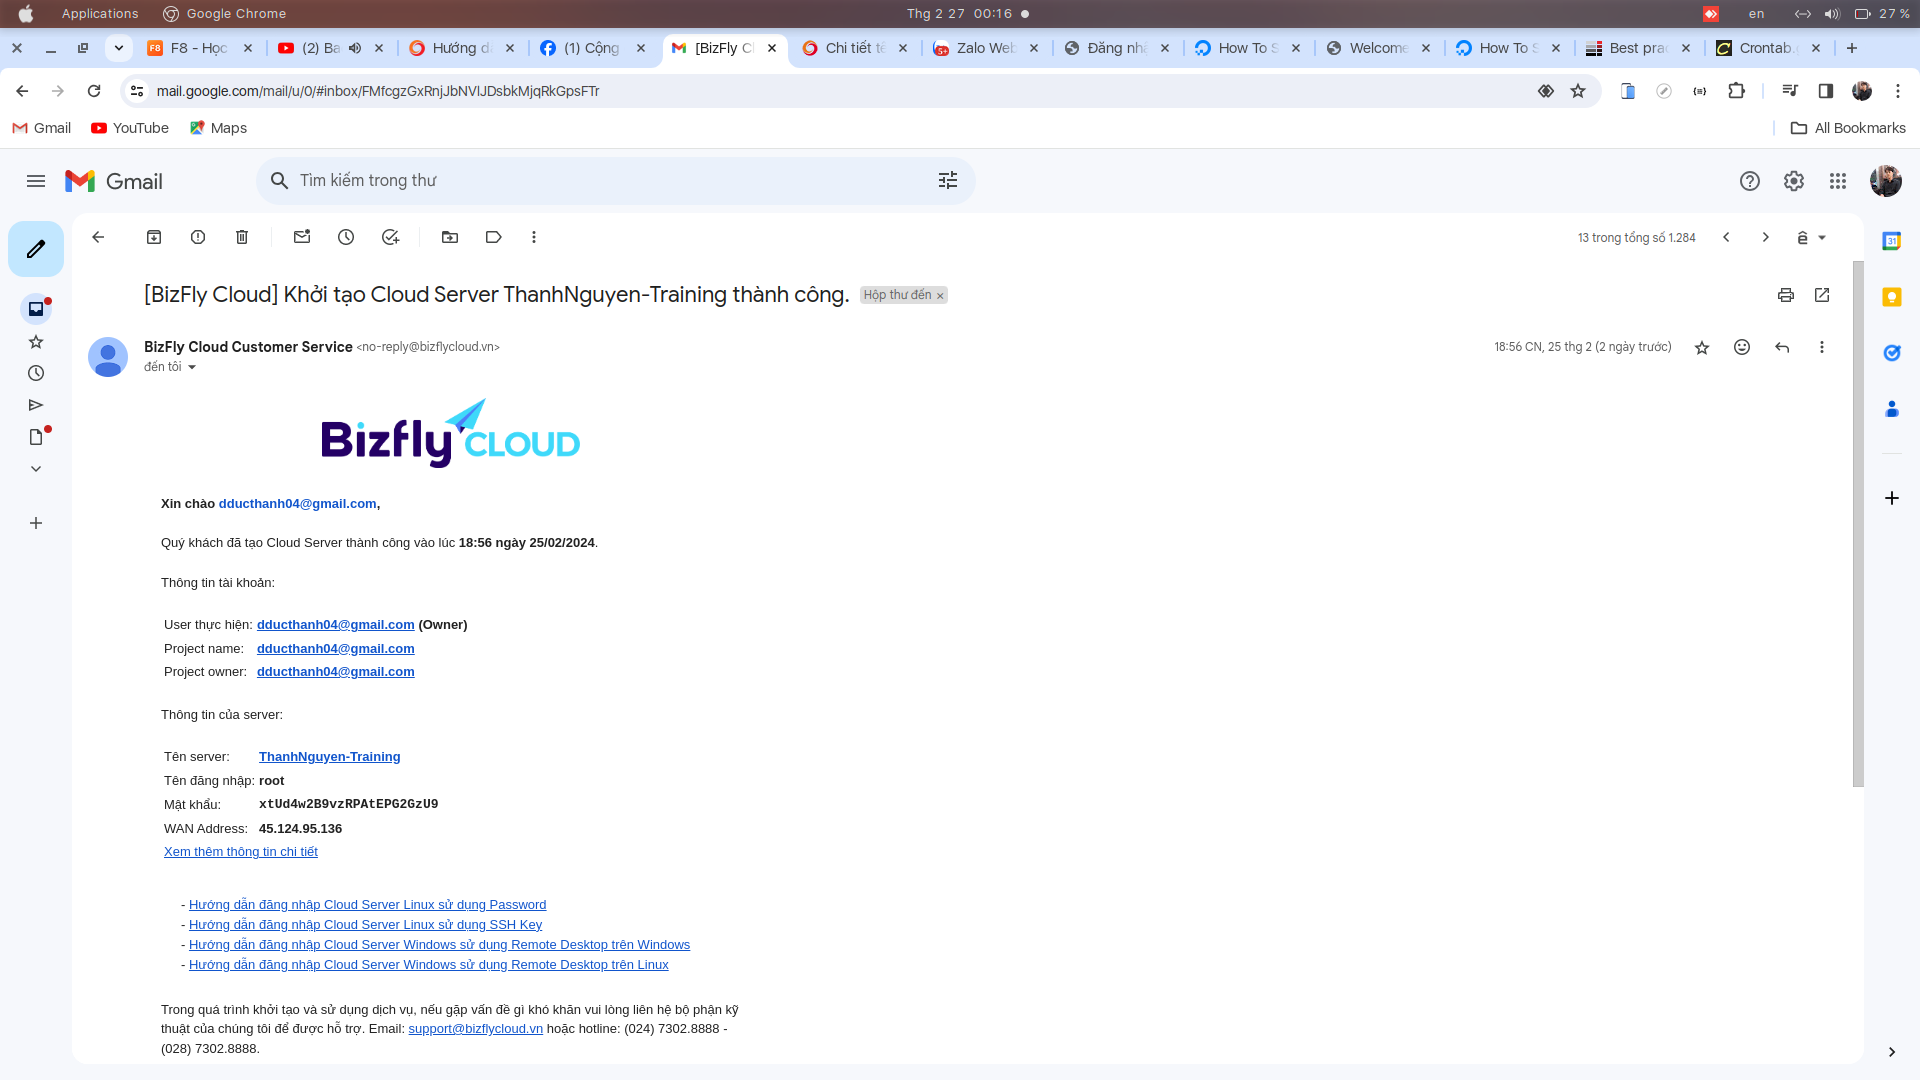 Applications
Google Chrome
Thg 2 27 00:16
en
27 %
F8 - Học
(2) Ba
Hướng d
(1) Cộng
[BizFly C
Chi tiết tê
Zalo Web
Đăng nhậ
How To S
Welcome
How To S
Best prac
Crontab.
mail.google.com/mail/u/0/#inbox/FMfcgzGxRnjJbNVlJDsbkMjqRkGpsFTr
Gmail
YouTube
Maps
All Bookmarks
Gmail
Tìm kiếm trong thư
13 trong tổng số 1.284
[BizFly Cloud] Khởi tạo Cloud Server ThanhNguyen-Training thành công.
Hộp thư đến ×
BizFly Cloud Customer Service <no-reply@bizflycloud.vn>
18:56 CN, 25 thg 2 (2 ngày trước)
đến tôi
Bizfly CLOUD
Xin chào dducthanh04@gmail.com,
Quý khách đã tạo Cloud Server thành công vào lúc 18:56 ngày 25/02/2024.
Thông tin tài khoản:
User thực hiện: dducthanh04@gmail.com (Owner)
Project name: dducthanh04@gmail.com
Project owner: dducthanh04@gmail.com
Thông tin của server:
Tên server: ThanhNguyen-Training
Tên đăng nhập: root
Mật khẩu: xtUd4w2B9vzRPAtEPG2GzU9
WAN Address: 45.124.95.136
Xem thêm thông tin chi tiết
- Hướng dẫn đăng nhập Cloud Server Linux sử dụng Password
- Hướng dẫn đăng nhập Cloud Server Linux sử dụng SSH Key
- Hướng dẫn đăng nhập Cloud Server Windows sử dụng Remote Desktop trên Windows
- Hướng dẫn đăng nhập Cloud Server Windows sử dụng Remote Desktop trên Linux
Trong quá trình khởi tạo và sử dụng dịch vụ, nếu gặp vấn đề gì khó khăn vui lòng liên hệ bộ phận kỹ
thuật của chúng tôi để được hỗ trợ. Email: support@bizflycloud.vn hoặc hotline: (024) 7302.8888 -
(028) 7302.8888.